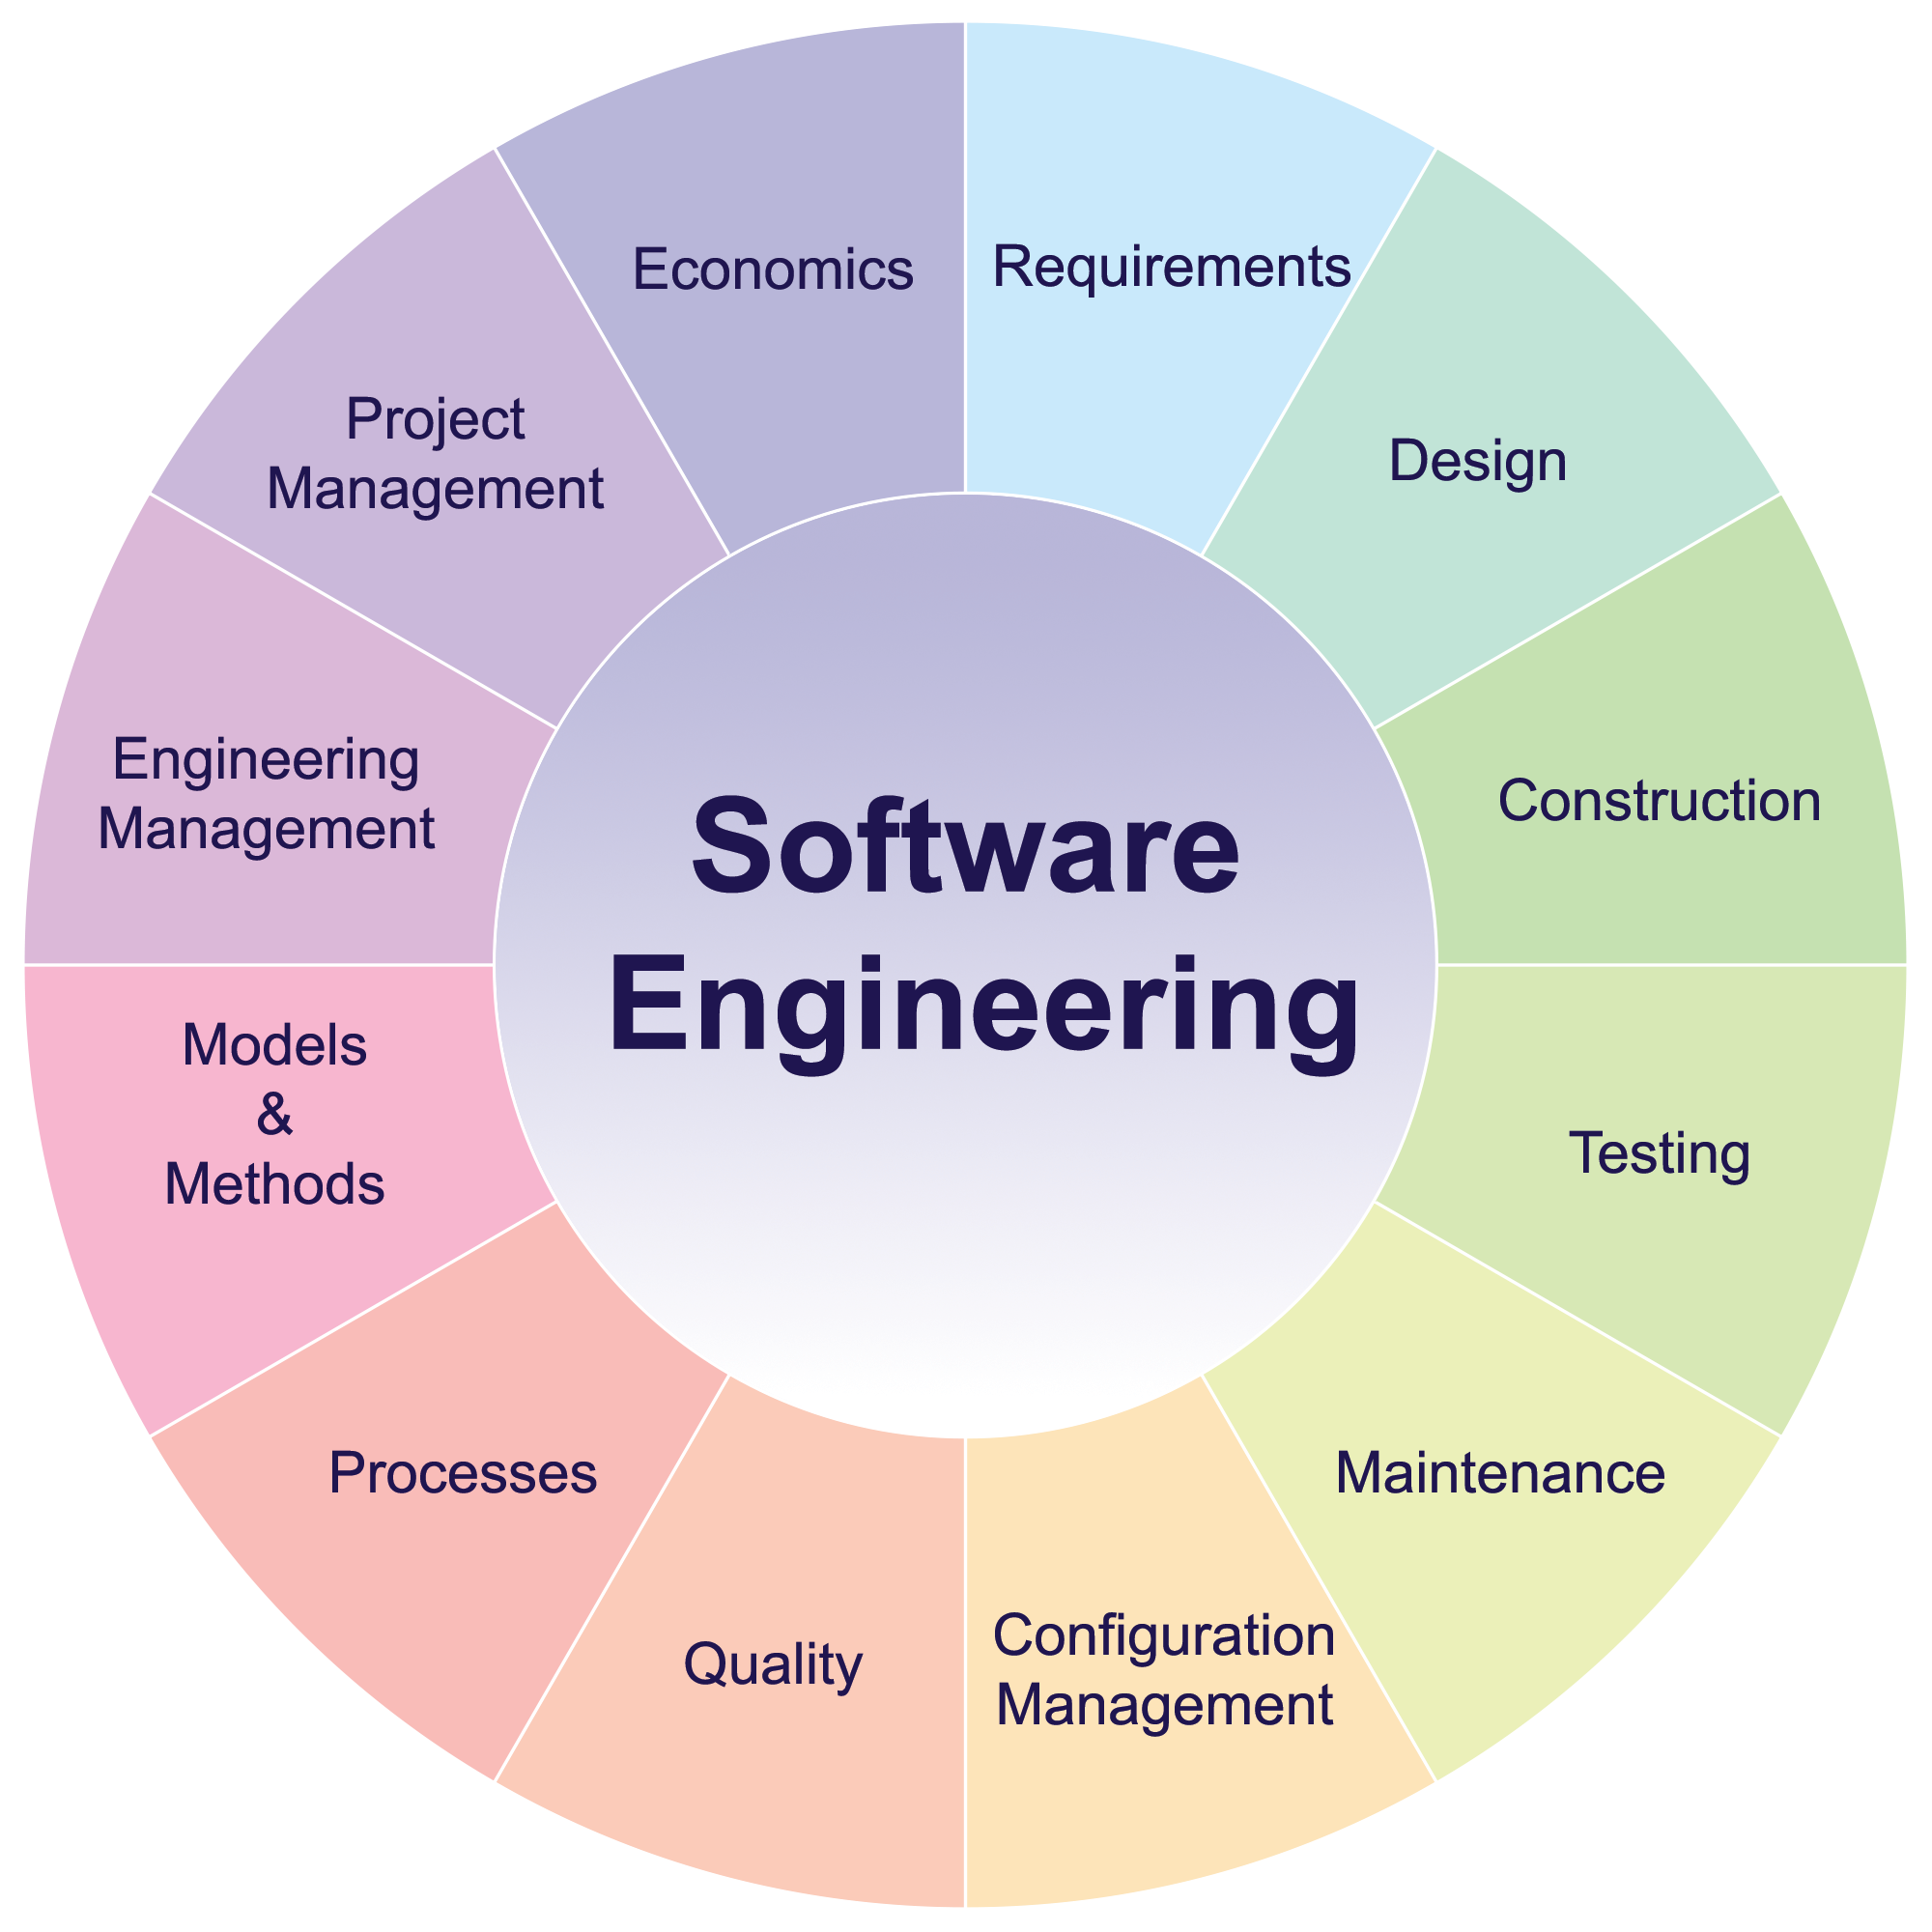 Software
Engineering
Requirements
Design
Construction
Testing
Maintenance
Configuration
Management
Quality
Processes
Models
&
Methods
Engineering
Management
Project
Management
Economics